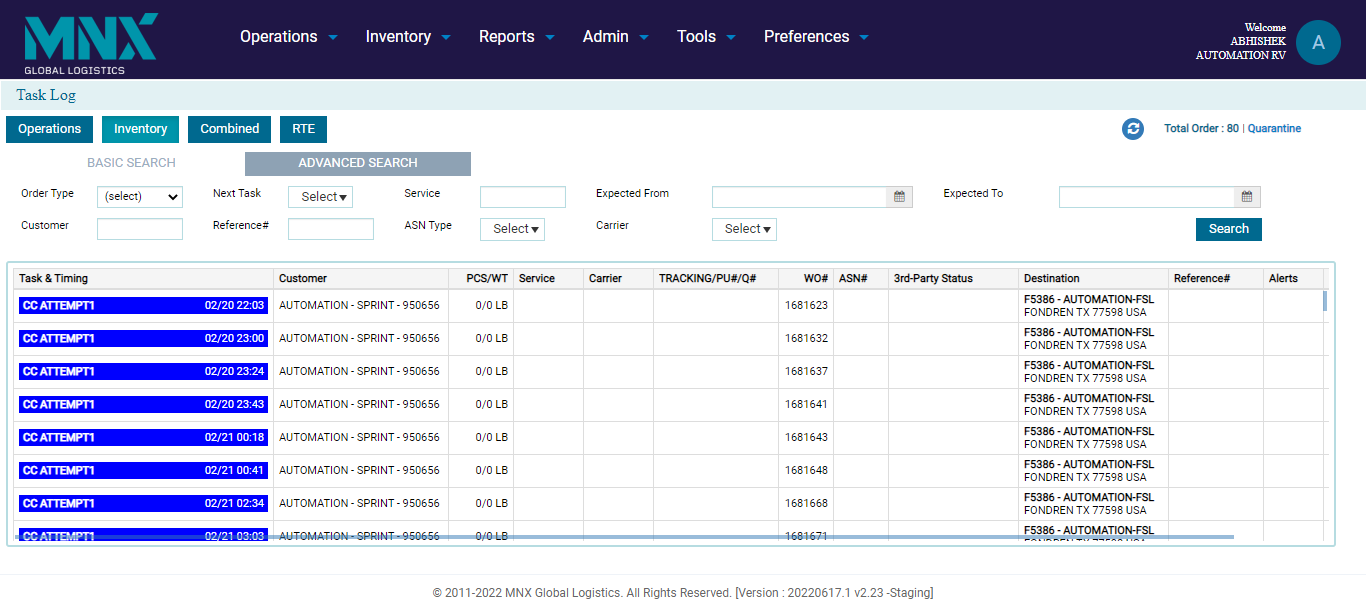 MNX
GLOBAL LOGISTICS
Operations Inventory Reports Admin Tools Preferences
Welcome
ABHISHEK
AUTOMATION RV
A
Task Log
Operations Inventory Combined RTE
Total Order : 80 | Quarantine
BASIC SEARCH ADVANCED SEARCH
Order Type (select) Next Task Select▾ Service Expected From Expected To
Customer Reference# ASN Type Select▾ Carrier Select▾ Search
Task & Timing Customer PCS/WT Service Carrier TRACKING/PU#/Q# WO# ASN# 3rd-Party Status Destination Reference# Alerts
CC ATTEMPT1 02/20 22:03 AUTOMATION - SPRINT - 950656 0/0 LB 1681623 F5386 - AUTOMATION-FSL
FONDREN TX 77598 USA
CC ATTEMPT1 02/20 23:00 AUTOMATION - SPRINT - 950656 0/0 LB 1681632 F5386 - AUTOMATION-FSL
FONDREN TX 77598 USA
CC ATTEMPT1 02/20 23:24 AUTOMATION - SPRINT - 950656 0/0 LB 1681637 F5386 - AUTOMATION-FSL
FONDREN TX 77598 USA
CC ATTEMPT1 02/20 23:43 AUTOMATION - SPRINT - 950656 0/0 LB 1681641 F5386 - AUTOMATION-FSL
FONDREN TX 77598 USA
CC ATTEMPT1 02/21 00:18 AUTOMATION - SPRINT - 950656 0/0 LB 1681643 F5386 - AUTOMATION-FSL
FONDREN TX 77598 USA
CC ATTEMPT1 02/21 00:41 AUTOMATION - SPRINT - 950656 0/0 LB 1681648 F5386 - AUTOMATION-FSL
FONDREN TX 77598 USA
CC ATTEMPT1 02/21 02:34 AUTOMATION - SPRINT - 950656 0/0 LB 1681668 F5386 - AUTOMATION-FSL
FONDREN TX 77598 USA
CC ATTEMPT1 02/21 03:03 AUTOMATION - SPRINT - 950656 0/0 LB 1681671 F5386 - AUTOMATION-FSL
© 2011-2022 MNX Global Logistics. All Rights Reserved. [Version : 20220617.1 v2.23 -Staging]